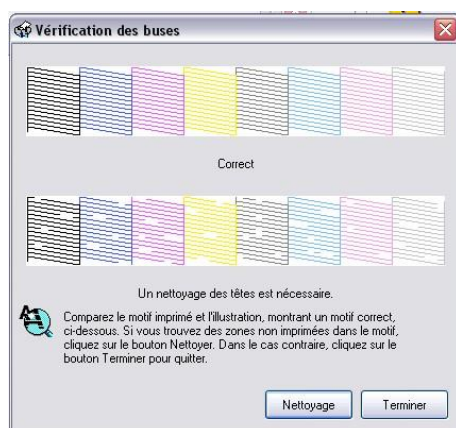 Vérification des buses
Correct
Un nettoyage des têtes est nécessaire.
Comparez le motif imprimé et l'illustration, montrant un motif correct,
ci-dessous. Si vous trouvez des zones non imprimées dans le motif,
cliquez sur le bouton Nettoyer. Dans le cas contraire, cliquez sur le
bouton Terminer pour quitter.
Nettoyage
Terminer